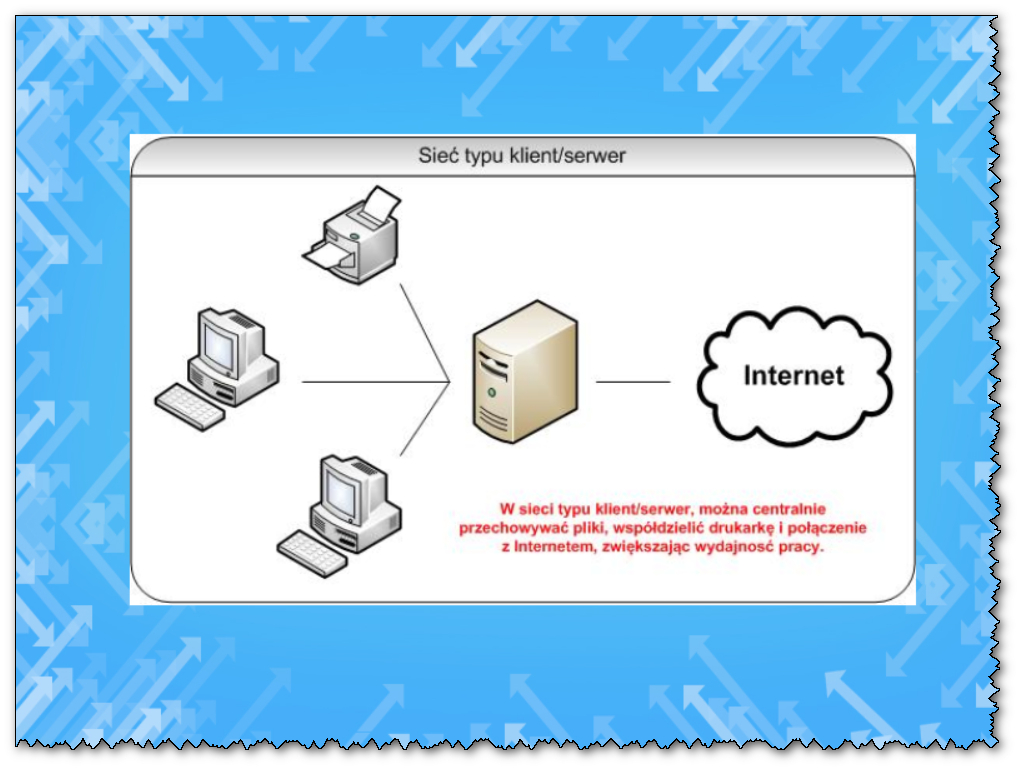 Sieć typu klient/serwer
Internet
W sieci typu klient/serwer, można centralnie
przechowywać pliki, współdzielić drukarkę i połączenie
z Internetem, zwiększając wydajnosć pracy.